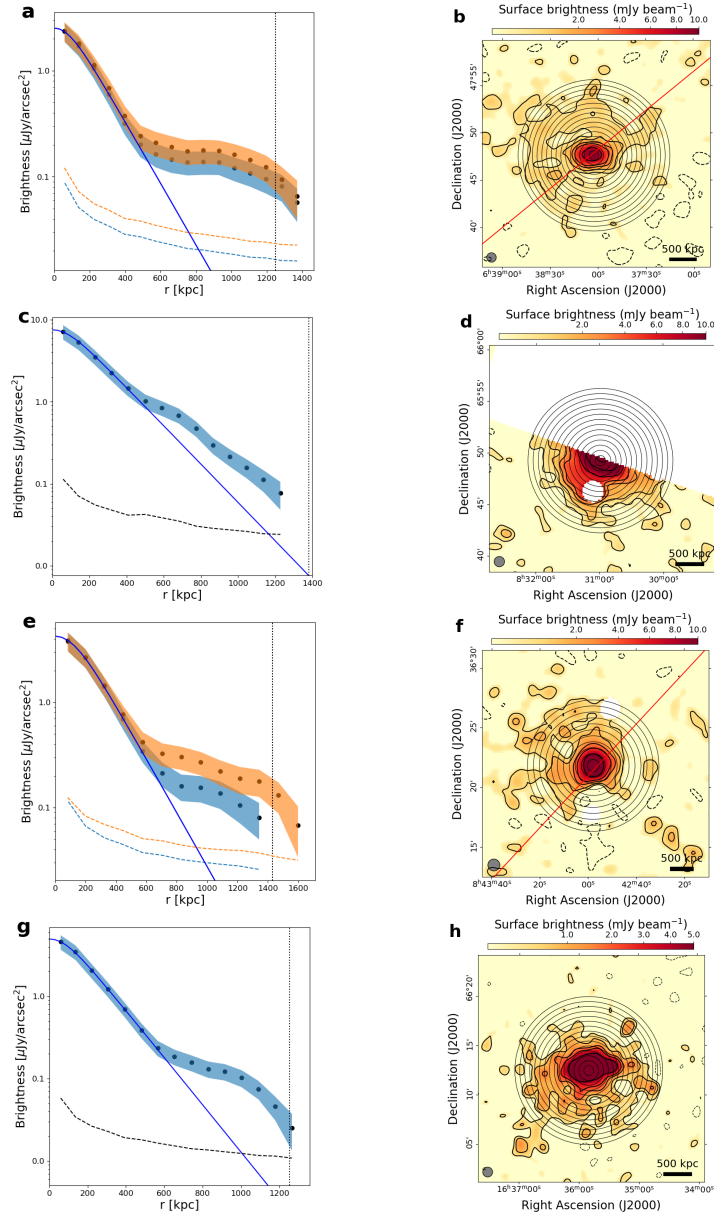 a
Brightness [μJy/arcsec²]
1.0
0.1
0 200 400 600 800 1000 1200 1400
r [kpc]
b
Surface brightness (mJy beam⁻¹)
2.0 4.0 6.0 8.0 10.0
Declination (J2000)
47°55'
50'
45'
40'
500 kpc
6ʰ39ᵐ00ˢ 38ᵐ30ˢ 00ˢ 37ᵐ30ˢ 00ˢ
Right Ascension (J2000)
c
Brightness [μJy/arcsec²]
10.0
1.0
0.1
0.0
0 200 400 600 800 1000 1200 1400
r [kpc]
d
Surface brightness (mJy beam⁻¹)
2.0 4.0 6.0 8.0 10.0
Declination (J2000)
66°00'
65°55'
50'
45'
40'
500 kpc
8ʰ32ᵐ00ˢ 31ᵐ00ˢ 30ᵐ00ˢ
Right Ascension (J2000)
e
Brightness [μJy/arcsec²]
1.0
0.1
0 200 400 600 800 1000 1200 1400 1600
r [kpc]
f
Surface brightness (mJy beam⁻¹)
2.0 4.0 6.0 8.0 10.0
Declination (J2000)
36°30'
25'
20'
15'
500 kpc
8ʰ43ᵐ40ˢ 20ˢ 00ˢ 42ᵐ40ˢ 20ˢ
Right Ascension (J2000)
g
Brightness [μJy/arcsec²]
1.0
0.1
0.0
0 200 400 600 800 1000 1200
r [kpc]
h
Surface brightness (mJy beam⁻¹)
1.0 2.0 3.0 4.0 5.0
Declination (J2000)
66°20'
15'
10'
05'
500 kpc
16ʰ37ᵐ00ˢ 36ᵐ00ˢ 35ᵐ00ˢ 34ᵐ00ˢ
Right Ascension (J2000)